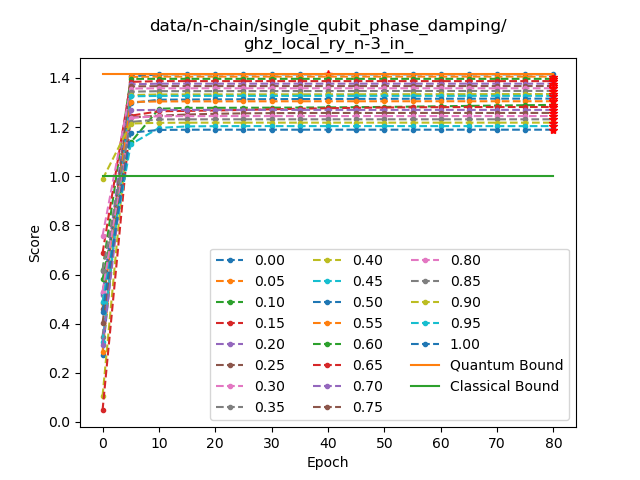 data/n-chain/single_qubit_phase_damping/
ghz_local_ry_n-3_in_
Score
1.4
1.2
1.0
0.8
0.6
0.4
0.2
0.0
0.00 0.40 0.80
0.05 0.45 0.85
0.10 0.50 0.90
0.15 0.55 0.95
0.20 0.60 1.00
0.25 0.65 Quantum Bound
0.30 0.70 Classical Bound
0.35 0.75
0 10 20 30 40 50 60 70 80
Epoch